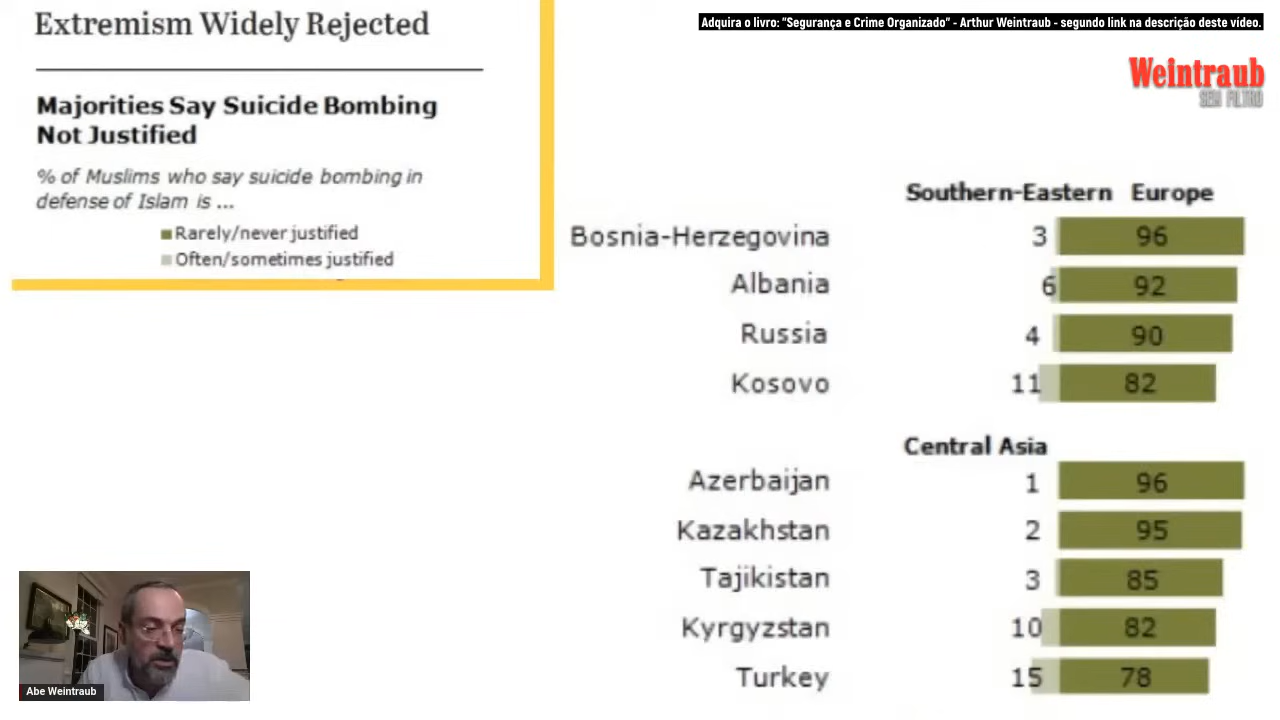 Extremism Widely Rejected
Majorities Say Suicide Bombing
Not Justified
% of Muslims who say suicide bombing in
defense of Islam is ...
Rarely/never justified
Often/sometimes justified
Adquira o livro: "Segurança e Crime Organizado" - Arthur Weintraub - segundo link na descrição deste vídeo.
Weintraub
SEM FILTRO
Southern-Eastern Europe
Bosnia-Herzegovina 3 96
Albania 6 92
Russia 4 90
Kosovo 11 82
Central Asia
Azerbaijan 1 96
Kazakhstan 2 95
Tajikistan 3 85
Kyrgyzstan 10 82
Turkey 15 78
Abe Weintraub